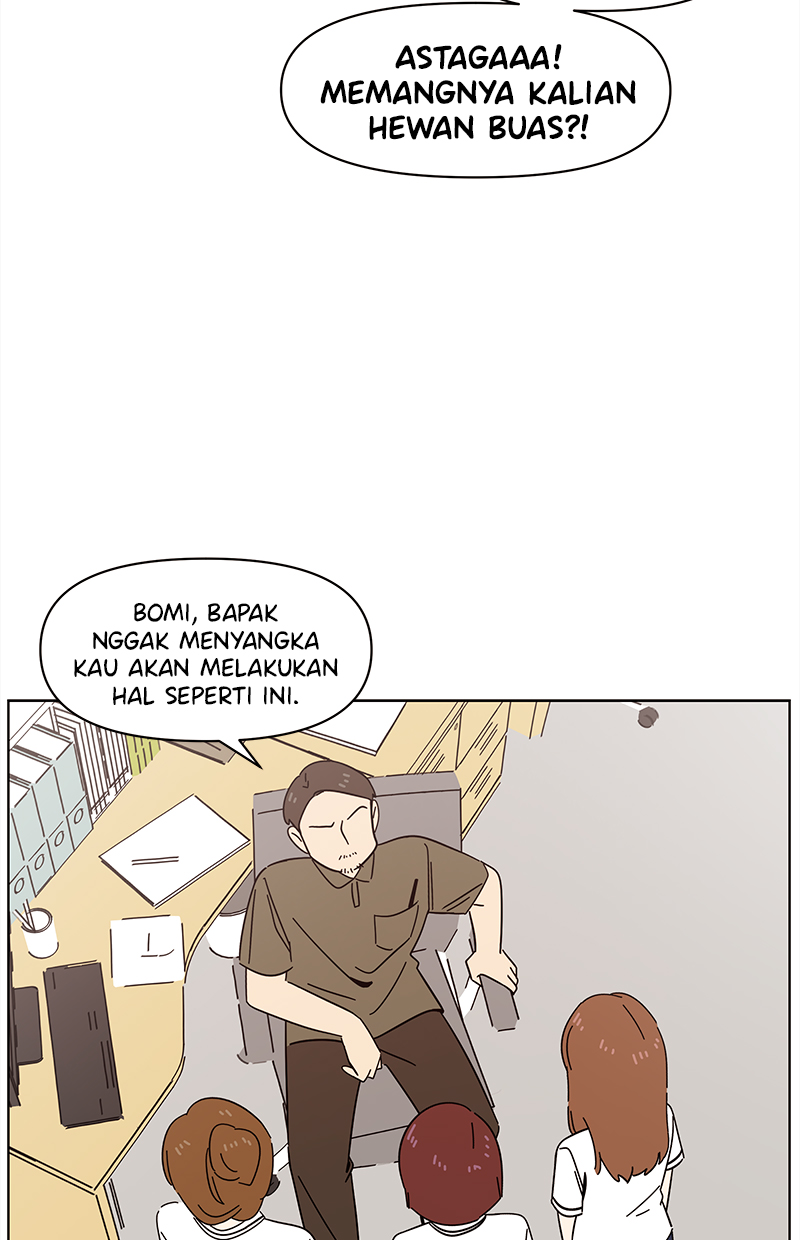 ASTAGAAA!
MEMANGNYA KALIAN
HEWAN BUAS?!
BOMI, BAPAK
NGGAK MENYANGKA
KAU AKAN MELAKUKAN
HAL SEPERTI INI.